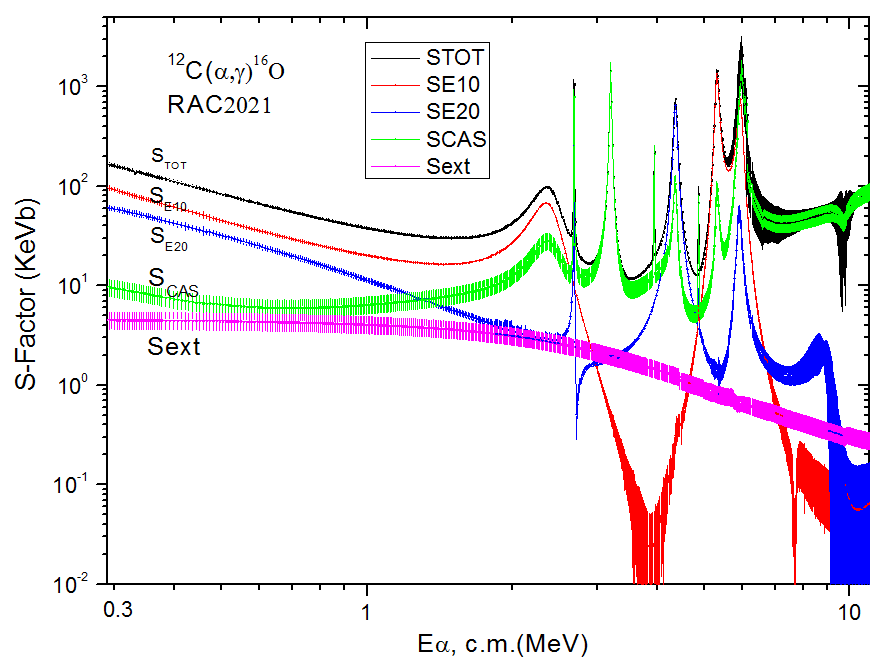 ¹²C(α,γ)¹⁶O
RAC2021
STOT
SE10
SE20
SCAS
Sext
S_TOT
S_E10
S_E20
S_CAS
Sext
10³
10²
10¹
10⁰
10⁻¹
10⁻²
S-Factor (KeVb)
0.3 1 10
Eα, c.m.(MeV)